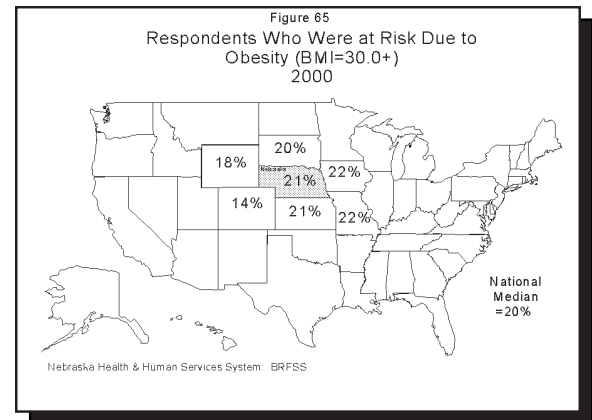 Figure 65
Respondents Who Were at Risk Due to
Obesity (BMI=30.0+)
2000
20%
18%
Nebraska
21%
22%
14%
21%
22%
National
Median
=20%
Nebraska Health & Human Services System: BRFSS